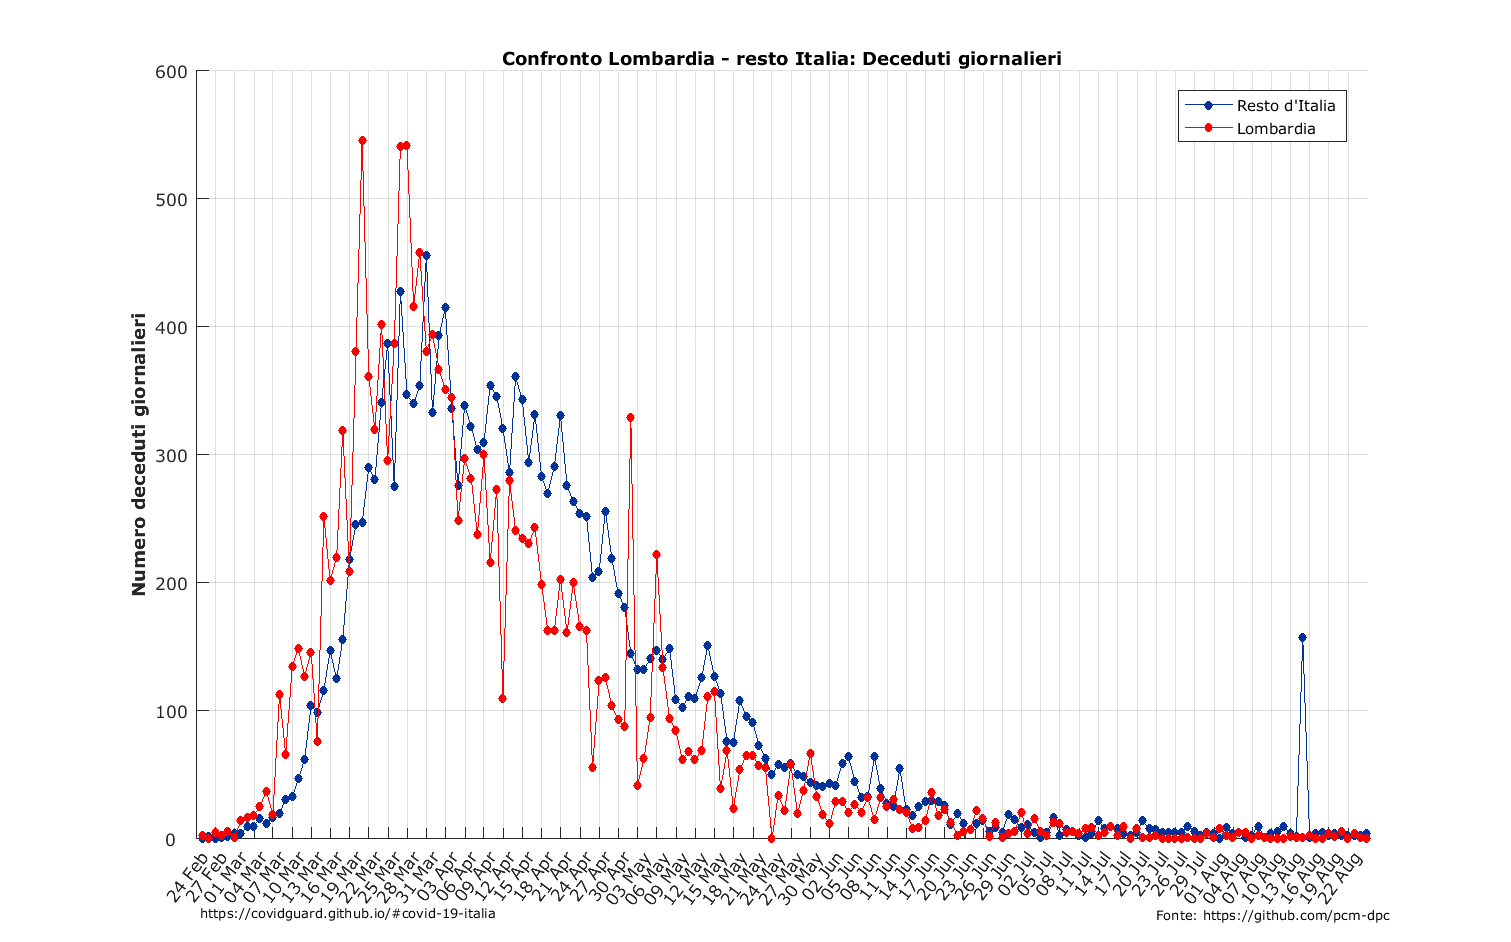 Confronto Lombardia - resto Italia: Deceduti giornalieri
Resto d'Italia
Lombardia
Numero deceduti giornalieri
600
500
400
300
200
100
0
24 Feb
27 Feb
01 Mar
04 Mar
07 Mar
10 Mar
13 Mar
16 Mar
19 Mar
22 Mar
25 Mar
28 Mar
31 Mar
03 Apr
06 Apr
09 Apr
12 Apr
15 Apr
18 Apr
21 Apr
24 Apr
27 Apr
30 Apr
03 May
06 May
09 May
12 May
15 May
18 May
21 May
24 May
27 May
30 May
02 Jun
05 Jun
08 Jun
11 Jun
14 Jun
17 Jun
20 Jun
23 Jun
26 Jun
29 Jun
02 Jul
05 Jul
08 Jul
11 Jul
14 Jul
17 Jul
20 Jul
23 Jul
26 Jul
29 Jul
01 Aug
04 Aug
07 Aug
10 Aug
13 Aug
16 Aug
19 Aug
22 Aug
https://covidguard.github.io/#covid-19-italia
Fonte: https://github.com/pcm-dpc